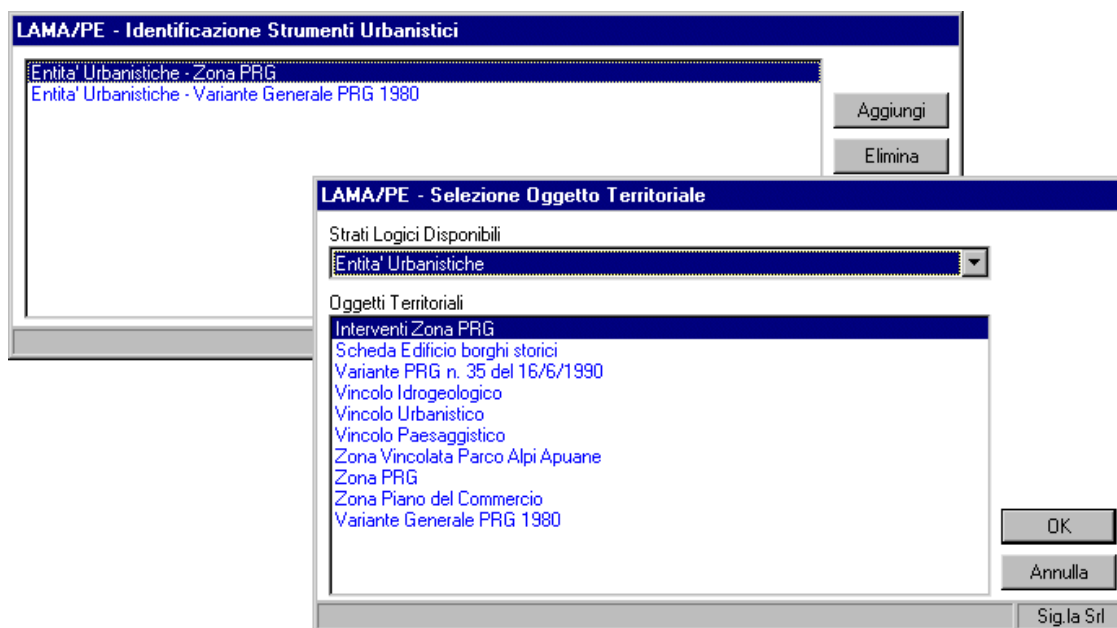 LAMA/PE - Identificazione Strumenti Urbanistici
Entita' Urbanistiche - Zona PRG
Entita' Urbanistiche - Variante Generale PRG 1980
Aggiungi
Elimina
LAMA/PE - Selezione Oggetto Territoriale
Strati Logici Disponibili
Entita' Urbanistiche
Oggetti Territoriali
Interventi Zona PRG
Scheda Edificio borghi storici
Variante PRG n. 35 del 16/6/1990
Vincolo Idrogeologico
Vincolo Urbanistico
Vincolo Paesaggistico
Zona Vincolata Parco Alpi Apuane
Zona PRG
Zona Piano del Commercio
Variante Generale PRG 1980
OK
Annulla
Sig.la Srl